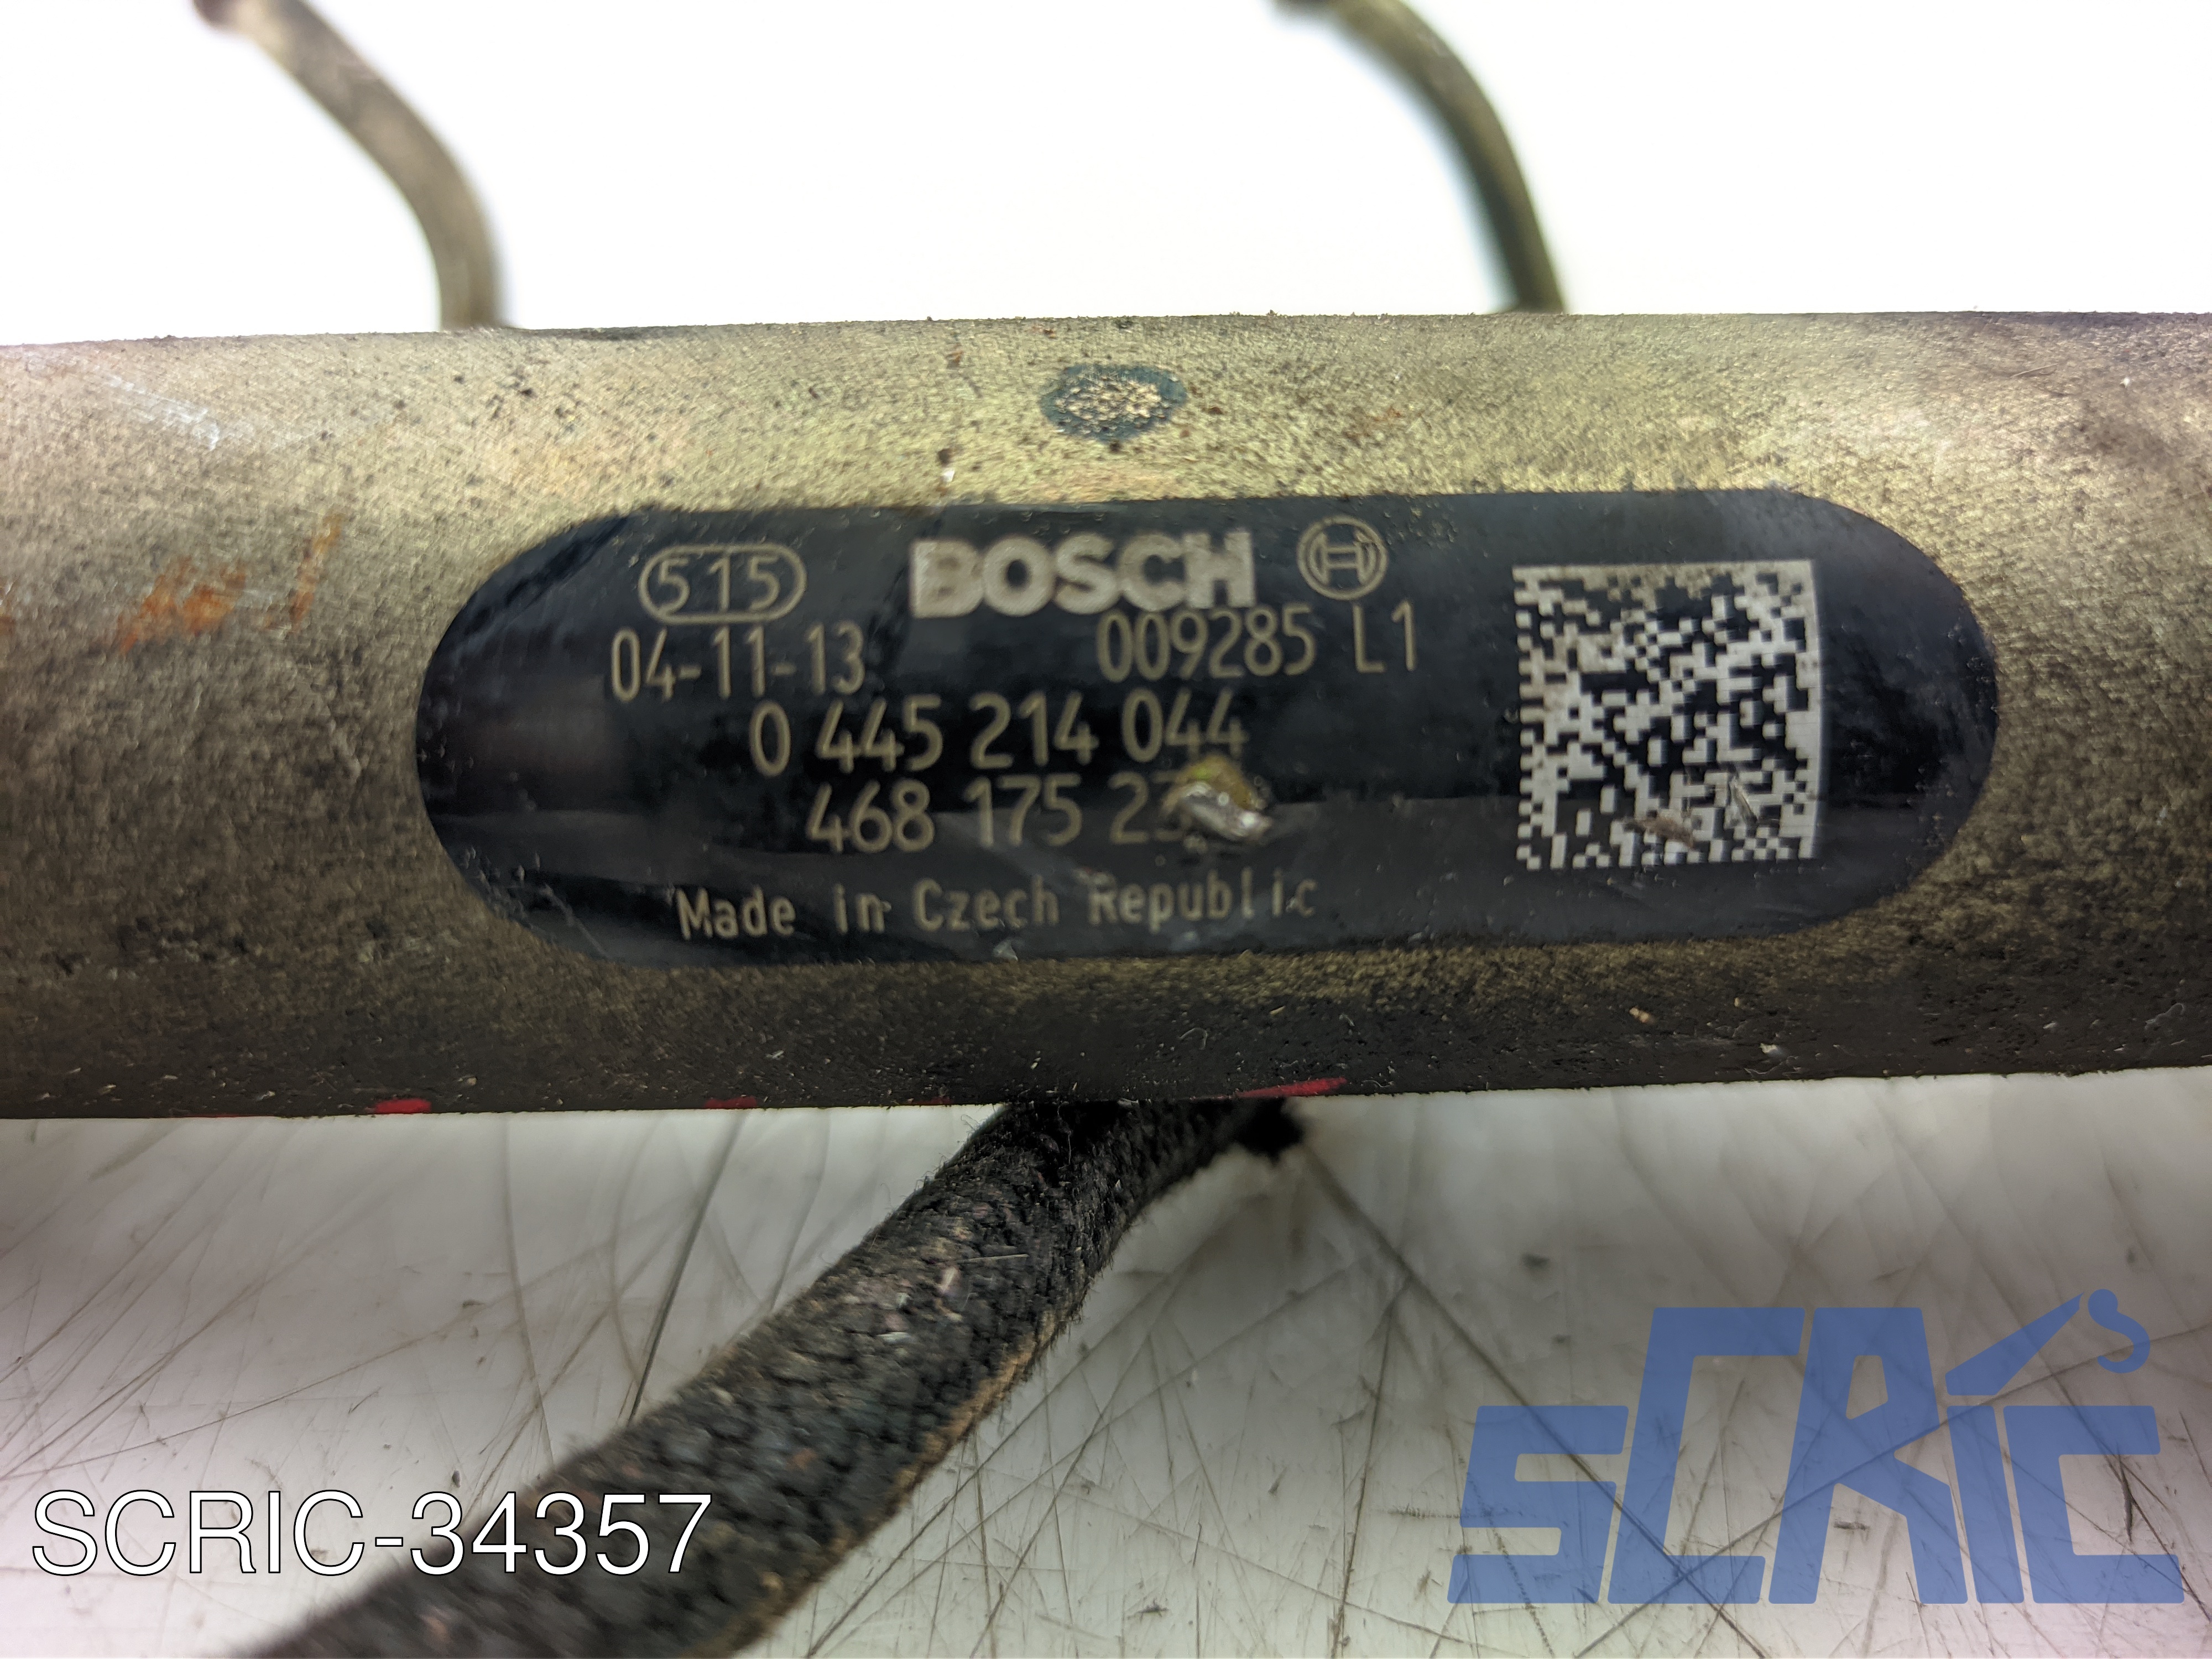 515 BOSCH
04-11-13 009285 L1
0 445 214 044
468 175
Made in Czech Republic
SCRIC-34357
SCRiC